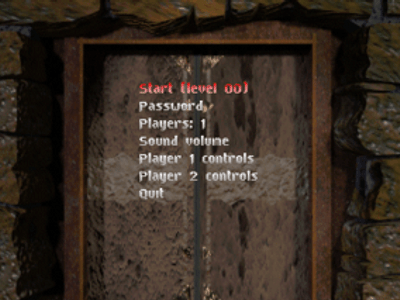 Start (level 00)
Password
Players: 1
Sound volume
Player 1 controls
Player 2 controls
Quit